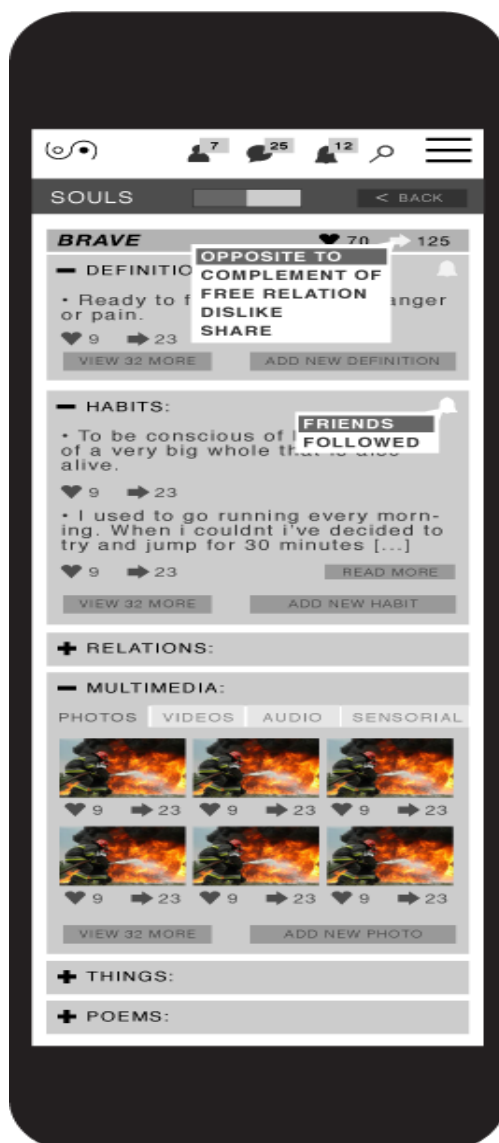 7 25 12
SOULS < BACK
BRAVE 70 125
OPPOSITE TO
COMPLEMENT OF
FREE RELATION
DISLIKE
SHARE
DEFINITIO
• Ready to f anger
or pain.
9 23
VIEW 32 MORE ADD NEW DEFINITION
HABITS:
FRIENDS
FOLLOWED
• To be conscious of
of a very big whole that is also
alive.
9 23
• I used to go running every morn-
ing. When i couldnt i've decided to
try and jump for 30 minutes [...]
9 23 READ MORE
VIEW 32 MORE ADD NEW HABIT
RELATIONS:
MULTIMEDIA:
PHOTOS VIDEOS AUDIO SENSORIAL
9 23 9 23 9 23
9 23 9 23 9 23
VIEW 32 MORE ADD NEW PHOTO
THINGS:
POEMS: